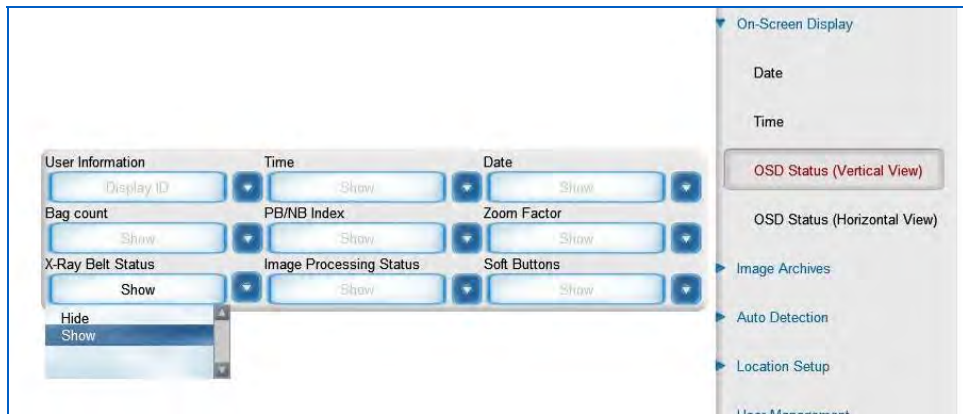 User Information Time Date
Display ID Show Show
Bag count PB/NB Index Zoom Factor
Show Show Show
X-Ray Belt Status Image Processing Status Soft Buttons
Show Show Show
Hide
Show
On-Screen Display
Date
Time
OSD Status (Vertical View)
OSD Status (Horizontal View)
Image Archives
Auto Detection
Location Setup
User Management